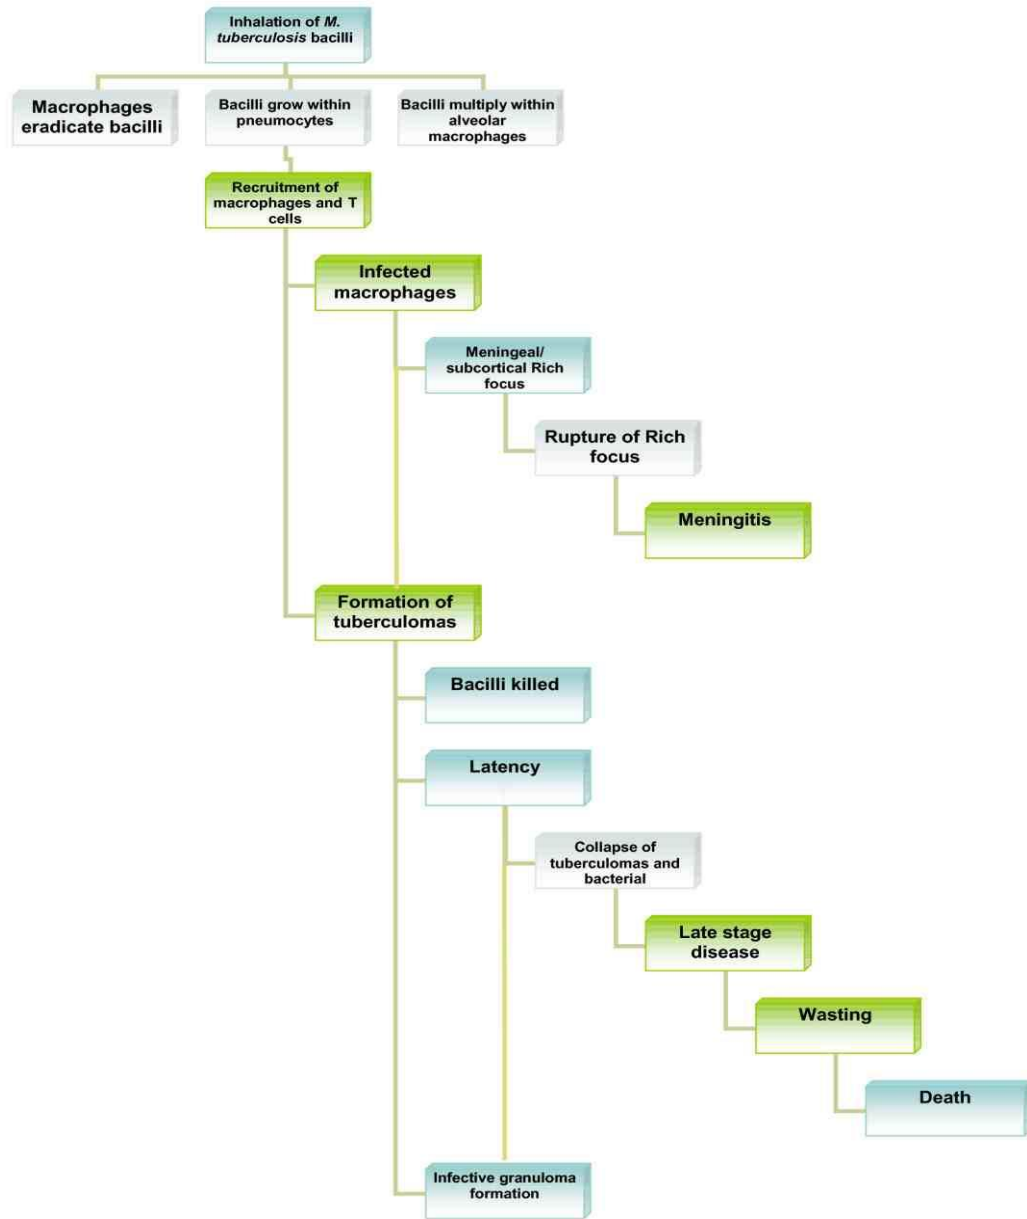 Inhalation of M.
tuberculosis bacilli
Macrophages
eradicate bacilli
Bacilli grow within
pneumocytes
Bacilli multiply within
alveolar
macrophages
Recruitment of
macrophages and T
cells
Infected
macrophages
Meningeal/
subcortical Rich
focus
Rupture of Rich
focus
Meningitis
Formation of
tuberculomas
Bacilli killed
Latency
Collapse of
tuberculomas and
bacterial
Late stage
disease
Wasting
Death
Infective granuloma
formation